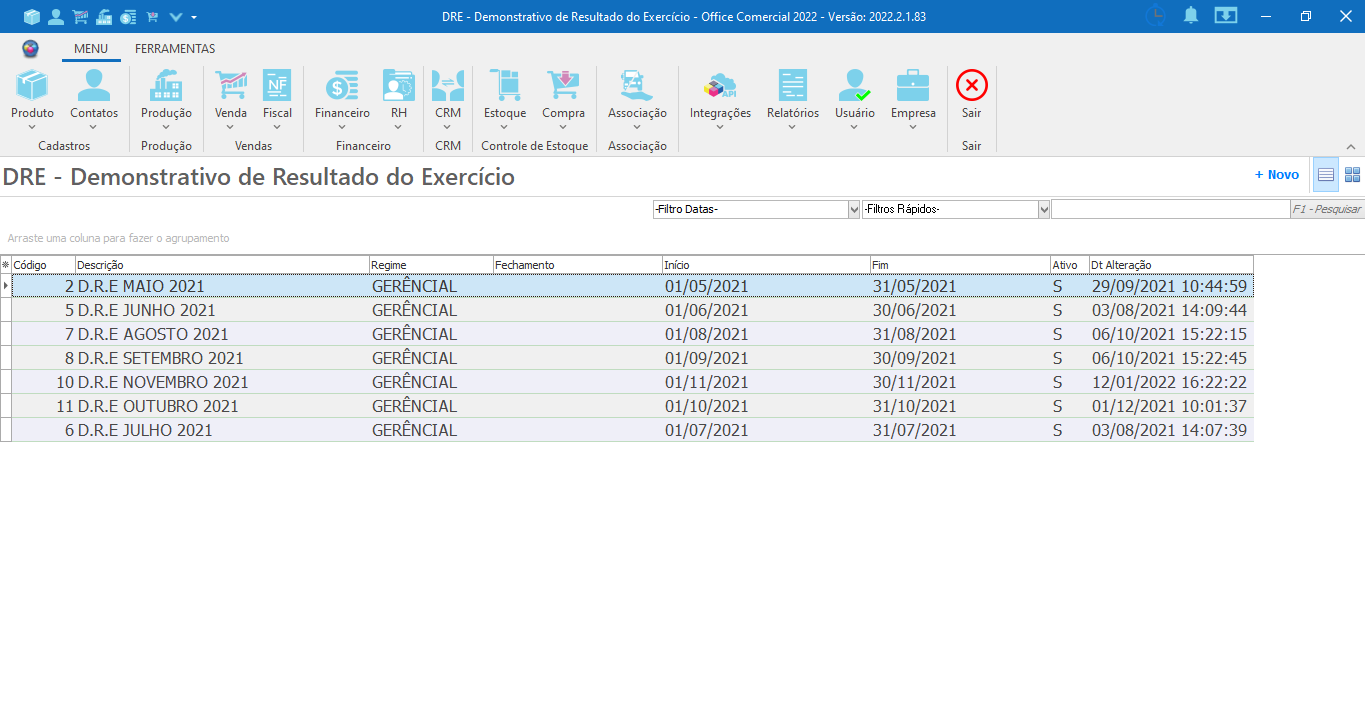 DRE - Demonstrativo de Resultado do Exercício - Office Comercial 2022 - Versão: 2022.2.1.83
MENU FERRAMENTAS
NF API
Produto Contatos Produção Venda Fiscal Financeiro RH CRM Estoque Compra Associação Integrações Relatórios Usuário Empresa Sair
Cadastros Produção Vendas Financeiro CRM Controle de Estoque Associação Sair
DRE - Demonstrativo de Resultado do Exercício + Novo
-Filtro Datas- -Filtros Rápidos- F1 - Pesquisar
Arraste uma coluna para fazer o agrupamento
Código Descrição Regime Fechamento Início Fim Ativo Dt Alteração
2 D.R.E MAIO 2021 GERÊNCIAL 01/05/2021 31/05/2021 S 29/09/2021 10:44:59
5 D.R.E JUNHO 2021 GERÊNCIAL 01/06/2021 30/06/2021 S 03/08/2021 14:09:44
7 D.R.E AGOSTO 2021 GERÊNCIAL 01/08/2021 31/08/2021 S 06/10/2021 15:22:15
8 D.R.E SETEMBRO 2021 GERÊNCIAL 01/09/2021 30/09/2021 S 06/10/2021 15:22:45
10 D.R.E NOVEMBRO 2021 GERÊNCIAL 01/11/2021 30/11/2021 S 12/01/2022 16:22:22
11 D.R.E OUTUBRO 2021 GERÊNCIAL 01/10/2021 31/10/2021 S 01/12/2021 10:01:37
6 D.R.E JULHO 2021 GERÊNCIAL 01/07/2021 31/07/2021 S 03/08/2021 14:07:39